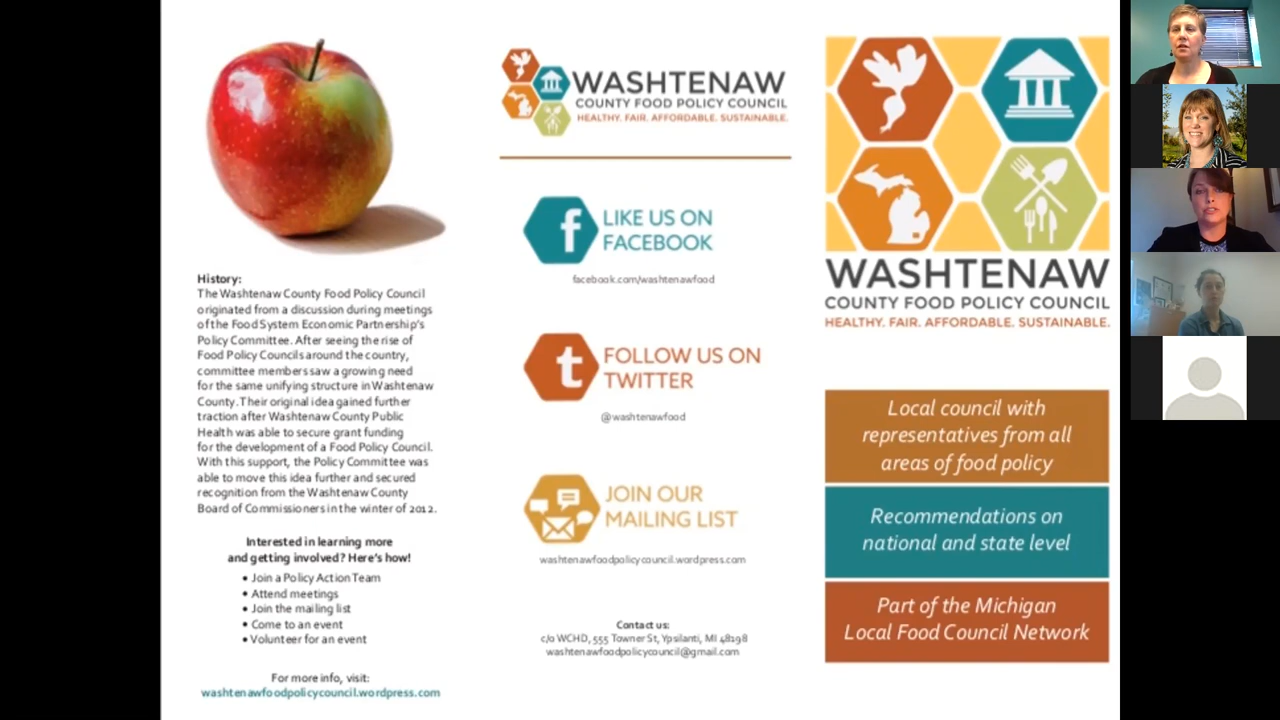 History:
The Washtenaw County Food Policy Council
originated from a discussion during meetings
of the Food System Economic Partnership's
Policy Committee. After seeing the rise of
Food Policy Councils around the country,
committee members saw a growing need
for the same unifying structure in Washtenaw
County. Their original idea gained further
traction after Washtenaw County Public
Health was able to secure grant funding
for the development of a Food Policy Council.
With this support, the Policy Committee was
able to move this idea further and secured
recognition from the Washtenaw County
Board of Commissioners in the winter of 2012.
Interested in learning more
and getting involved? Here's how!
• Join a Policy Action Team
• Attend meetings
• Join the mailing list
• Come to an event
• Volunteer for an event
For more info, visit:
washtenawfoodpolicycouncil.wordpress.com
WASHTENAW
COUNTY FOOD POLICY COUNCIL
HEALTHY. FAIR. AFFORDABLE. SUSTAINABLE.
f
LIKE US ON
FACEBOOK
facebook.com/washtenawfood
t
FOLLOW US ON
TWITTER
@washtenawfood
JOIN OUR
MAILING LIST
washtenawfoodpolicycouncil.wordpress.com
Contact us:
c/o WCHD, 555 Towner St, Ypsilanti, MI 48198
washtenawfoodpolicycouncil@gmail.com
WASHTENAW
COUNTY FOOD POLICY COUNCIL
HEALTHY. FAIR. AFFORDABLE. SUSTAINABLE.
Local council with
representatives from all
areas of food policy
Recommendations on
national and state level
Part of the Michigan
Local Food Council Network